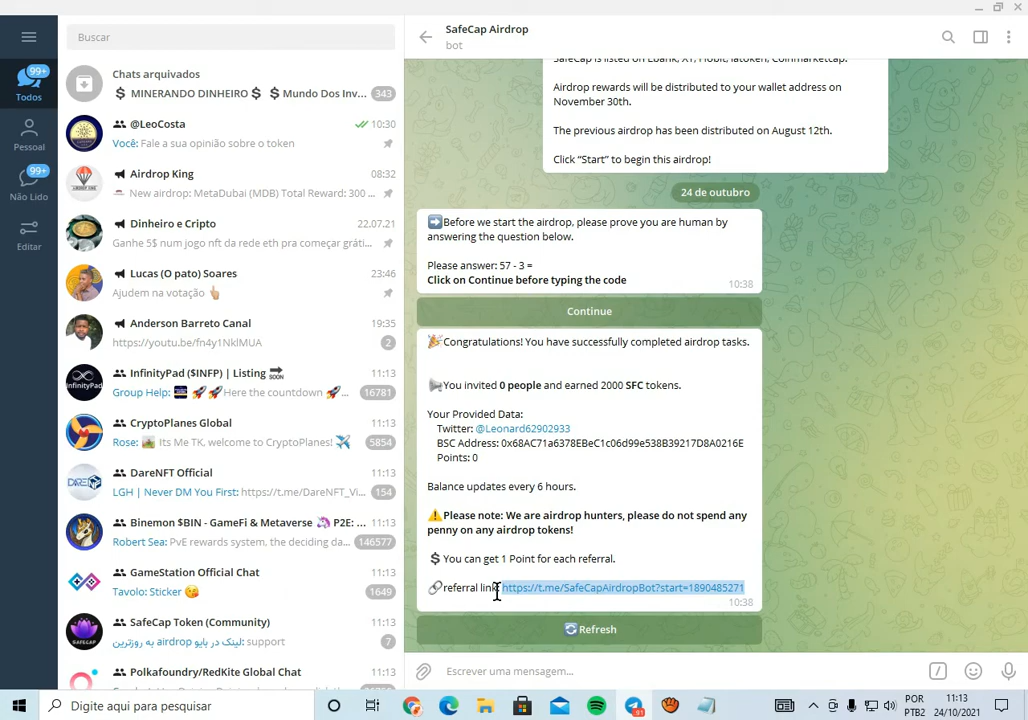 Buscar
SafeCap Airdrop
bot
99+
Todos
Pessoal
99+
Não Lido
Editar
Chats arquivados
$ MINERANDO DINHEIRO $ $ Mundo Dos Inv... 343
@LeoCosta 10:30
Você: Fale a sua opinião sobre o token
Airdrop King 08:32
New airdrop: MetaDubai (MDB) Total Reward: 300 ...
Dinheiro e Cripto 22.07.21
Ganhe 5$ num jogo nft da rede eth pra começar gráti...
Lucas (O pato) Soares 23:46
Ajudem na votação
Anderson Barreto Canal 19:35
https://youtu.be/fn4y1NklMUA 2
InfinityPad ($INFP) | Listing SOON 11:13
Group Help: Here the countdown ... 16781
CryptoPlanes Global 11:13
Rose: Its Me TK, welcome to CryptoPlanes! 5854
DareNFT Official 11:13
LGH | Never DM You First: https://t.me/DareNFT_Vi... 154
Binemon $BIN - GameFi & Metaverse P2E: ... 11:13
Robert Sea: PvE rewards system, the deciding da... 146577
GameStation Official Chat 11:13
Tavolo: Sticker 1649
SafeCap Token (Community) 11:13
لینک در بایو airdrop به روزترین: support 7
Polkafoundry/RedKite Global Chat 11:13
SafeCap is listed on Ebank, XT, Hobit, latoken, Coinmarketcap.
Airdrop rewards will be distributed to your wallet address on
November 30th.
The previous airdrop has been distributed on August 12th.
Click “Start” to begin this airdrop!
24 de outubro
Before we start the airdrop, please prove you are human by
answering the question below.
Please answer: 57 - 3 =
Click on Continue before typing the code
10:38
Continue
Congratulations! You have successfully completed airdrop tasks.
You invited 0 people and earned 2000 SFC tokens.
Your Provided Data:
Twitter: @Leonard62902933
BSC Address: 0x68AC71a6378EBeC1c06d99e538B39217D8A0216E
Points: 0
Balance updates every 6 hours.
Please note: We are airdrop hunters, please do not spend any
penny on any airdrop tokens!
$ You can get 1 Point for each referral.
referral link: https://t.me/SafeCapAirdropBot?start=1890485271
10:38
Refresh
Escrever uma mensagem...
Digite aqui para pesquisar
91
POR
PTB2
11:13
24/10/2021